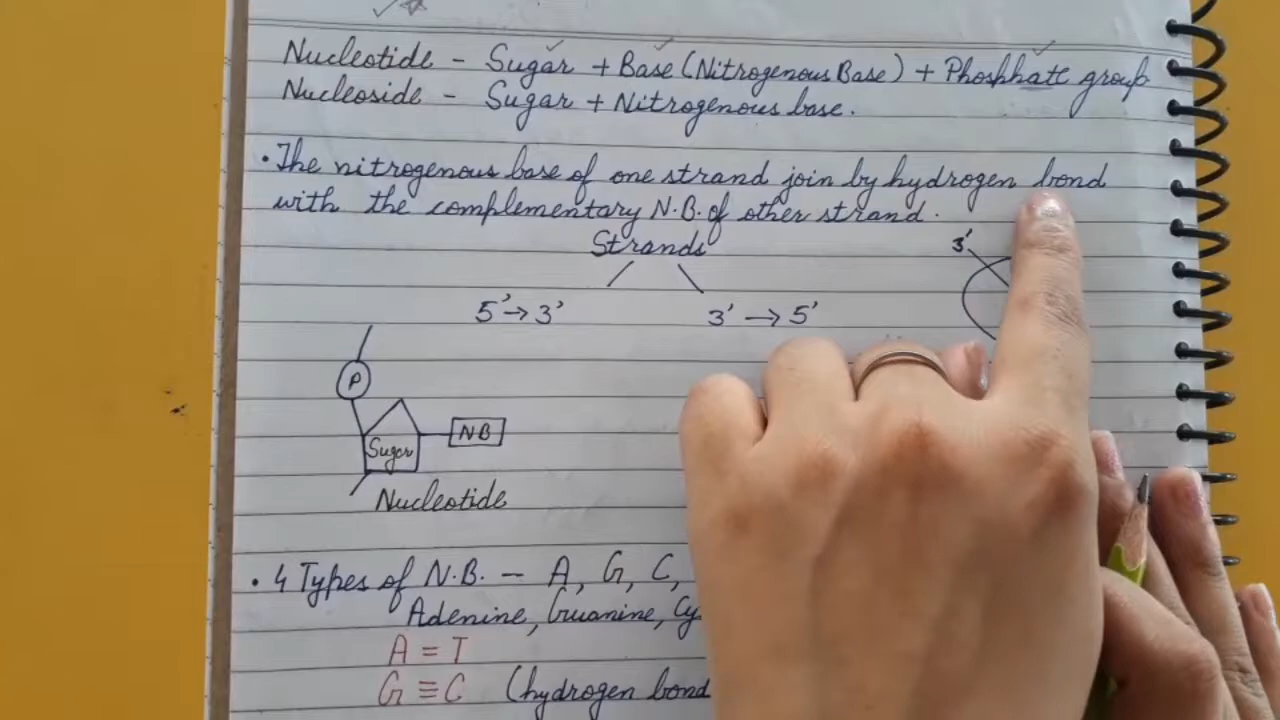 Nucleotide - Sugar + Base (Nitrogenous Base) + Phosphate group
Nucleoside - Sugar + Nitrogenous base.
• The nitrogenous base of one strand join by hydrogen bond
with the complementary N.B. of other strand.
Strands
3'
5' → 3'
3' → 5'
P
Sugar
NB
Nucleotide
• 4 Types of N.B. - A, G, C,
Adenine, Guanine, Cy
A = T
G ≡ C (hydrogen bond